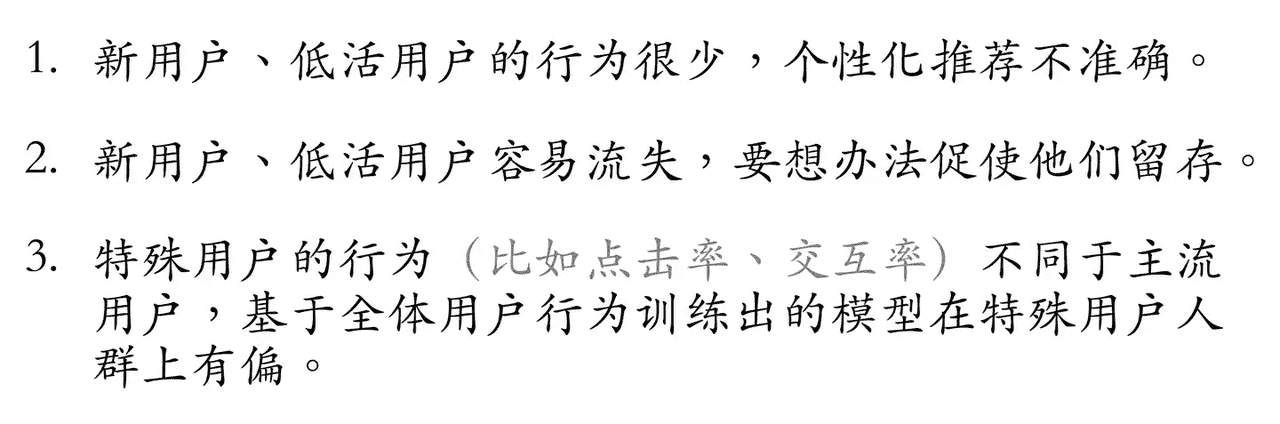 1. 新用户、低活用户的行为很少，个性化推荐不准确。
2. 新用户、低活用户容易流失，要想办法促使他们留存。
3. 特殊用户的行为（比如点击率、交互率）不同于主流
用户，基于全体用户行为训练出的模型在特殊用户人
群上有偏。